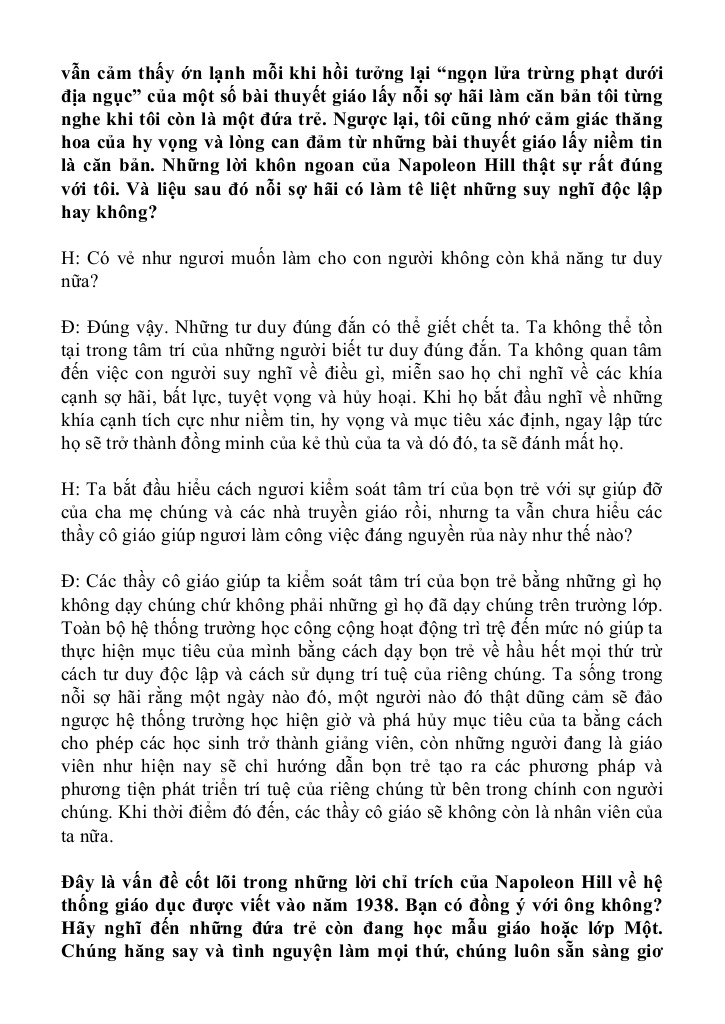 vẫn cảm thấy ớn lạnh mỗi khi hồi tưởng lại “ngọn lửa trừng phạt dưới
địa ngục” của một số bài thuyết giáo lấy nỗi sợ hãi làm căn bản tôi từng
nghe khi tôi còn là một đứa trẻ. Ngược lại, tôi cũng nhớ cảm giác thăng
hoa của hy vọng và lòng can đảm từ những bài thuyết giáo lấy niềm tin
là căn bản. Những lời khôn ngoan của Napoleon Hill thật sự rất đúng
với tôi. Và liệu sau đó nỗi sợ hãi có làm tê liệt những suy nghĩ độc lập
hay không?
H: Có vẻ như ngươi muốn làm cho con người không còn khả năng tư duy
nữa?
Đ: Đúng vậy. Những tư duy đúng đắn có thể giết chết ta. Ta không thể tồn
tại trong tâm trí của những người biết tư duy đúng đắn. Ta không quan tâm
đến việc con người suy nghĩ về điều gì, miễn sao họ chỉ nghĩ về các khía
cạnh sợ hãi, bất lực, tuyệt vọng và hủy hoại. Khi họ bắt đầu nghĩ về những
khía cạnh tích cực như niềm tin, hy vọng và mục tiêu xác định, ngay lập tức
họ sẽ trở thành đồng minh của kẻ thù của ta và dó đó, ta sẽ đánh mất họ.
H: Ta bắt đầu hiểu cách ngươi kiểm soát tâm trí của bọn trẻ với sự giúp đỡ
của cha mẹ chúng và các nhà truyền giáo rồi, nhưng ta vẫn chưa hiểu các
thầy cô giáo giúp ngươi làm công việc đáng nguyền rủa này như thế nào?
Đ: Các thầy cô giáo giúp ta kiểm soát tâm trí của bọn trẻ bằng những gì họ
không dạy chúng chứ không phải những gì họ đã dạy chúng trên trường lớp.
Toàn bộ hệ thống trường học công cộng hoạt động trì trệ đến mức nó giúp ta
thực hiện mục tiêu của mình bằng cách dạy bọn trẻ về hầu hết mọi thứ trừ
cách tư duy độc lập và cách sử dụng trí tuệ của riêng chúng. Ta sống trong
nỗi sợ hãi rằng một ngày nào đó, một người nào đó thật dũng cảm sẽ đảo
ngược hệ thống trường học hiện giờ và phá hủy mục tiêu của ta bằng cách
cho phép các học sinh trở thành giảng viên, còn những người đang là giáo
viên như hiện nay sẽ chỉ hướng dẫn bọn trẻ tạo ra các phương pháp và
phương tiện phát triển trí tuệ của riêng chúng từ bên trong chính con người
chúng. Khi thời điểm đó đến, các thầy cô giáo sẽ không còn là nhân viên của
ta nữa.
Đây là vấn đề cốt lõi trong những lời chỉ trích của Napoleon Hill về hệ
thống giáo dục được viết vào năm 1938. Bạn có đồng ý với ông không?
Hãy nghĩ đến những đứa trẻ còn đang học mẫu giáo hoặc lớp Một.
Chúng hăng say và tình nguyện làm mọi thứ, chúng luôn sẵn sàng giơ